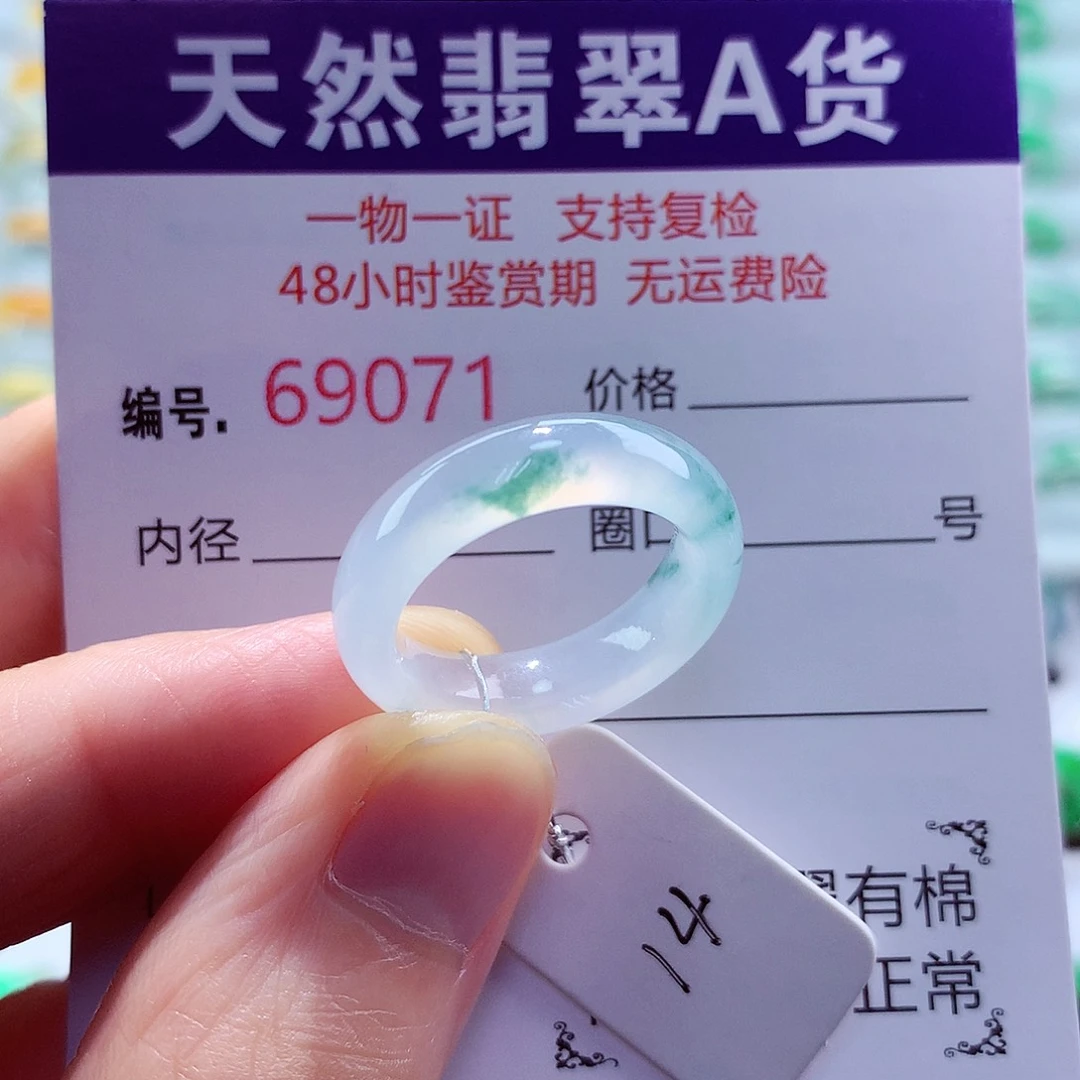 天然翡翠A货
一物一证 支持复检
48小时鉴赏期 无运费险
编号. 69071 价格
内径 圈口 号
翠有棉
正常
14